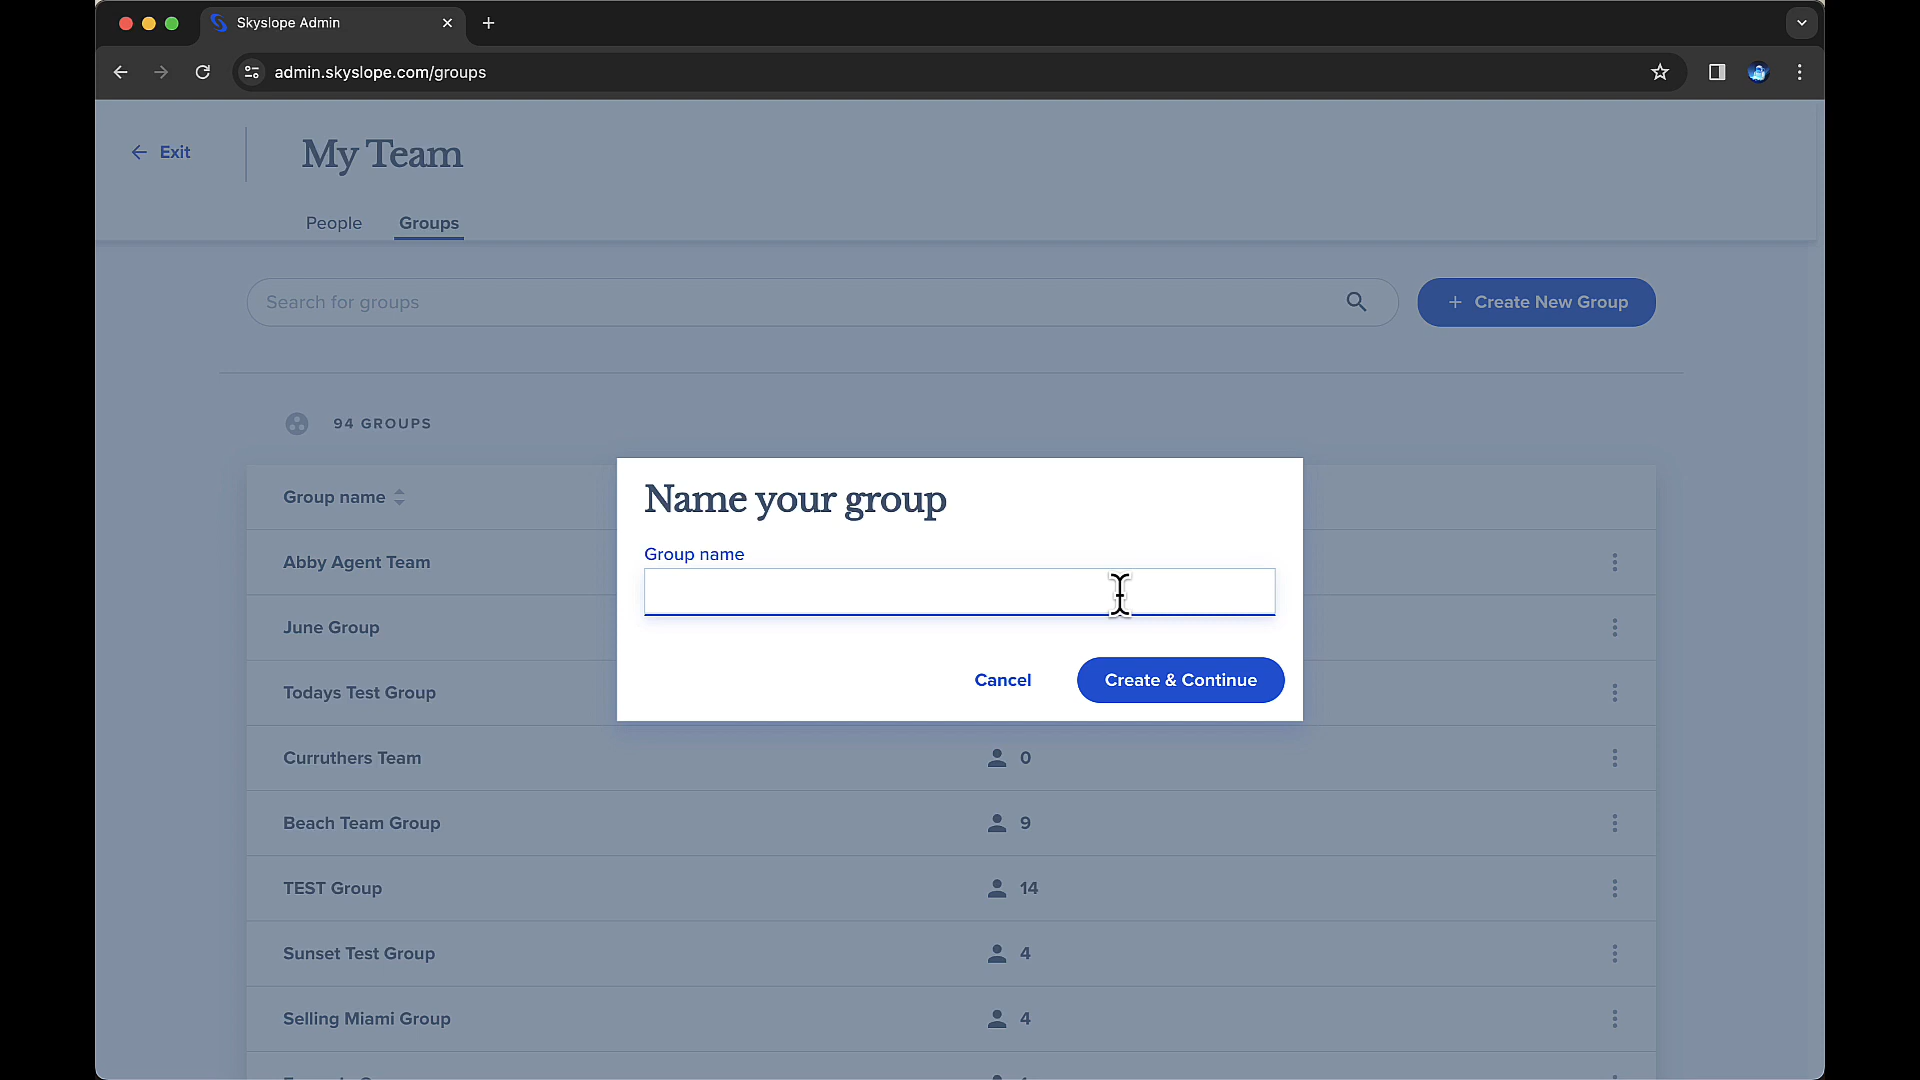 Skyslope Admin
admin.skyslope.com/groups
Exit
My Team
People
Groups
Search for groups
Create New Group
94 GROUPS
Name your group
Group name
Group name
Abby Agent Team
June Group
Cancel
Create & Continue
Todays Test Group
Curruthers Team
0
Beach Team Group
9
TEST Group
14
Sunset Test Group
4
Selling Miami Group
4